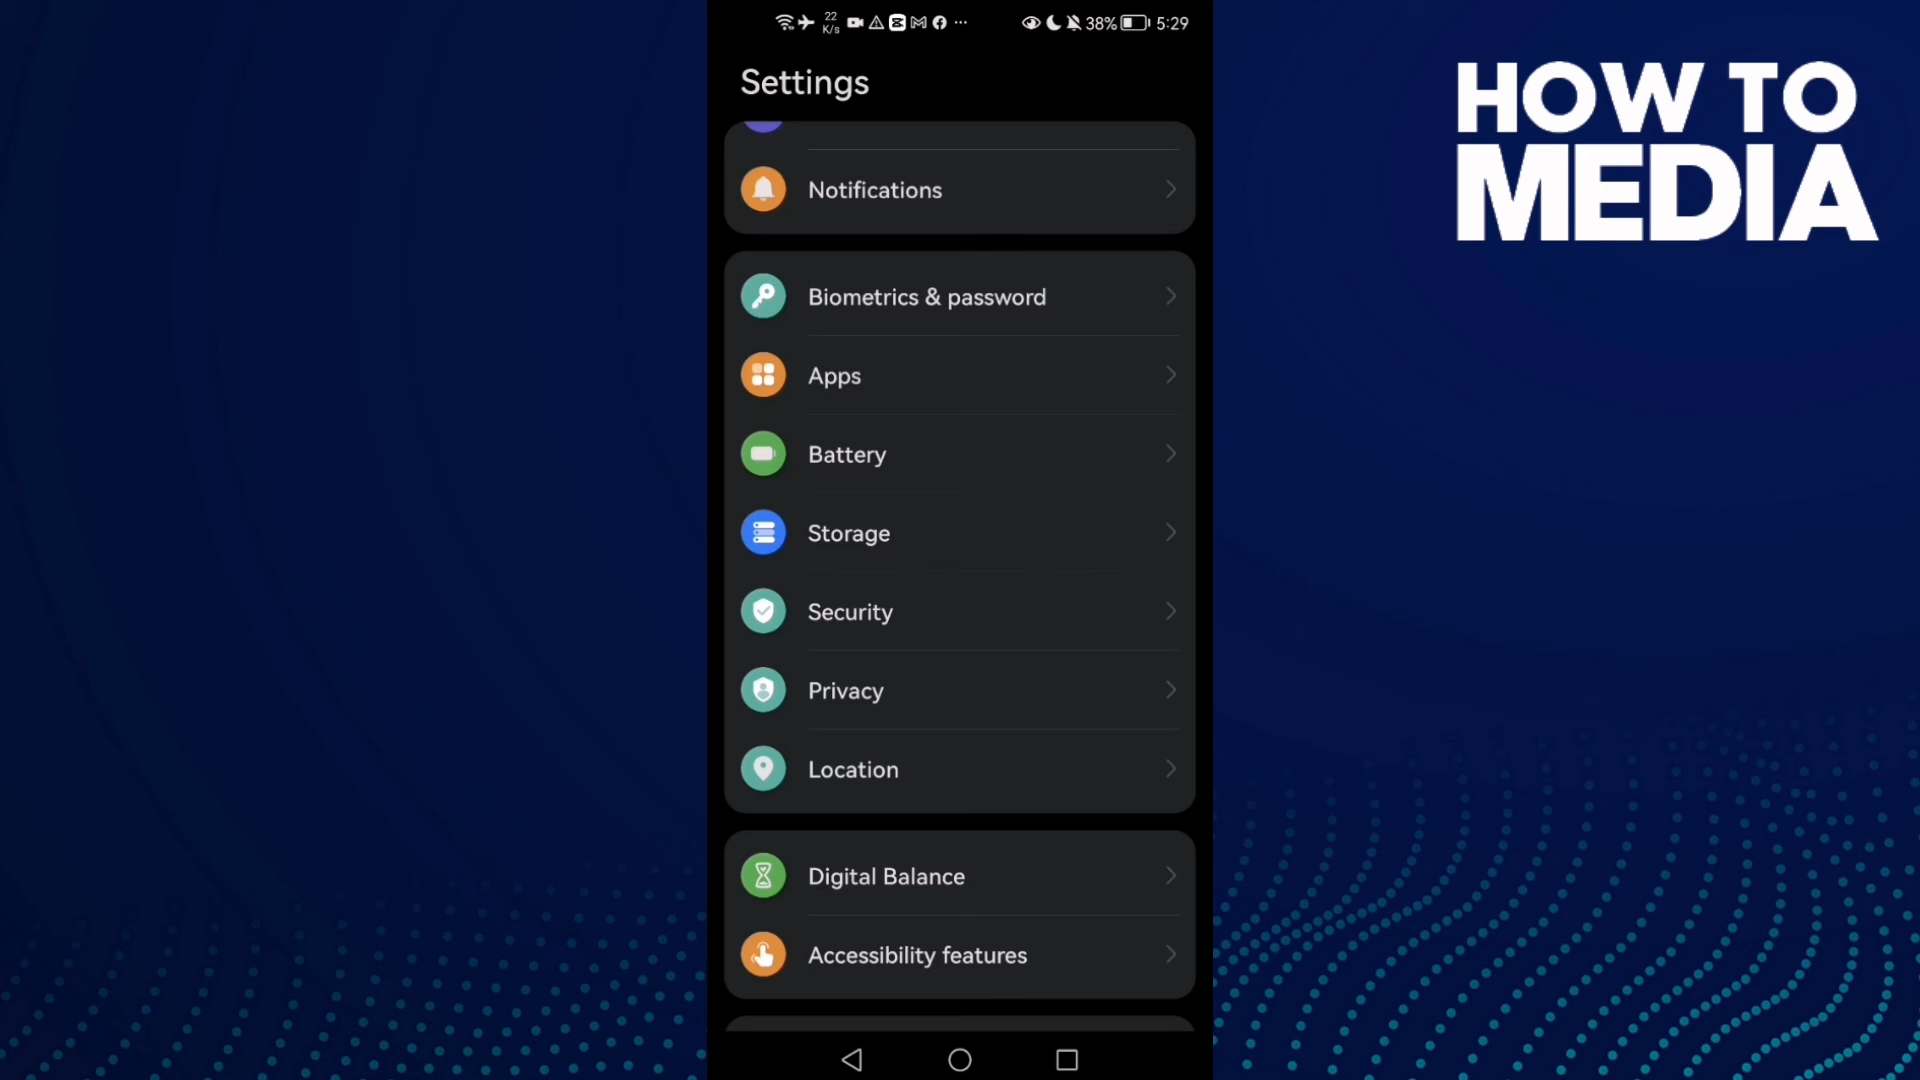 22
K/s
38%
5:29
Settings
HOW TO
MEDIA
Notifications
Biometrics & password
Apps
Battery
Storage
Security
Privacy
Location
Digital Balance
Accessibility features